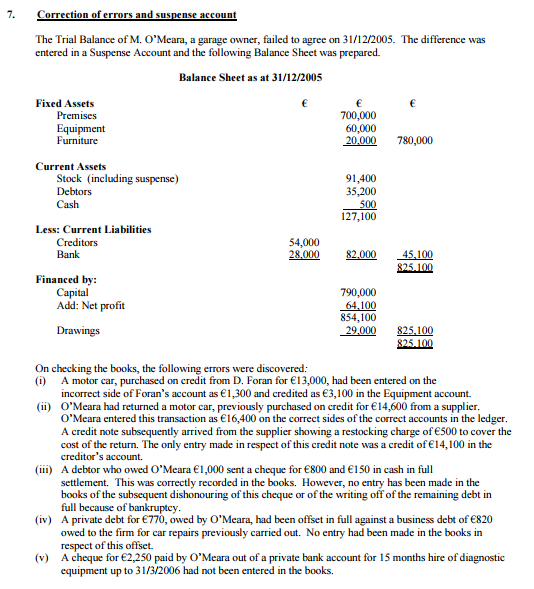 7. Correction of errors and suspense account
The Trial Balance of M. O'Meara, a garage owner, failed to agree on 31/12/2005. The difference was
entered in a Suspense Account and the following Balance Sheet was prepared.
Balance Sheet as at 31/12/2005
Fixed Assets € € €
Premises 700,000
Equipment 60,000
Furniture 20,000 780,000
Current Assets
Stock (including suspense) 91,400
Debtors 35,200
Cash 500
127,100
Less: Current Liabilities
Creditors 54,000
Bank 28,000 82,000 45,100
825,100
Financed by:
Capital 790,000
Add: Net profit 64,100
854,100
Drawings 29,000 825,100
825,100
On checking the books, the following errors were discovered:
(i) A motor car, purchased on credit from D. Foran for €13,000, had been entered on the
incorrect side of Foran's account as €1,300 and credited as €3,100 in the Equipment account.
(ii) O'Meara had returned a motor car, previously purchased on credit for €14,600 from a supplier.
O'Meara entered this transaction as €16,400 on the correct sides of the correct accounts in the ledger.
A credit note subsequently arrived from the supplier showing a restocking charge of €500 to cover the
cost of the return. The only entry made in respect of this credit note was a credit of €14,100 in the
creditor's account.
(iii) A debtor who owed O'Meara €1,000 sent a cheque for €800 and €150 in cash in full
settlement. This was correctly recorded in the books. However, no entry has been made in the
books of the subsequent dishonouring of this cheque or of the writing off of the remaining debt in
full because of bankruptcy.
(iv) A private debt for €770, owed by O'Meara, had been offset in full against a business debt of €820
owed to the firm for car repairs previously carried out. No entry had been made in the books in
respect of this offset.
(v) A cheque for €2,250 paid by O'Meara out of a private bank account for 15 months hire of diagnostic
equipment up to 31/3/2006 had not been entered in the books.